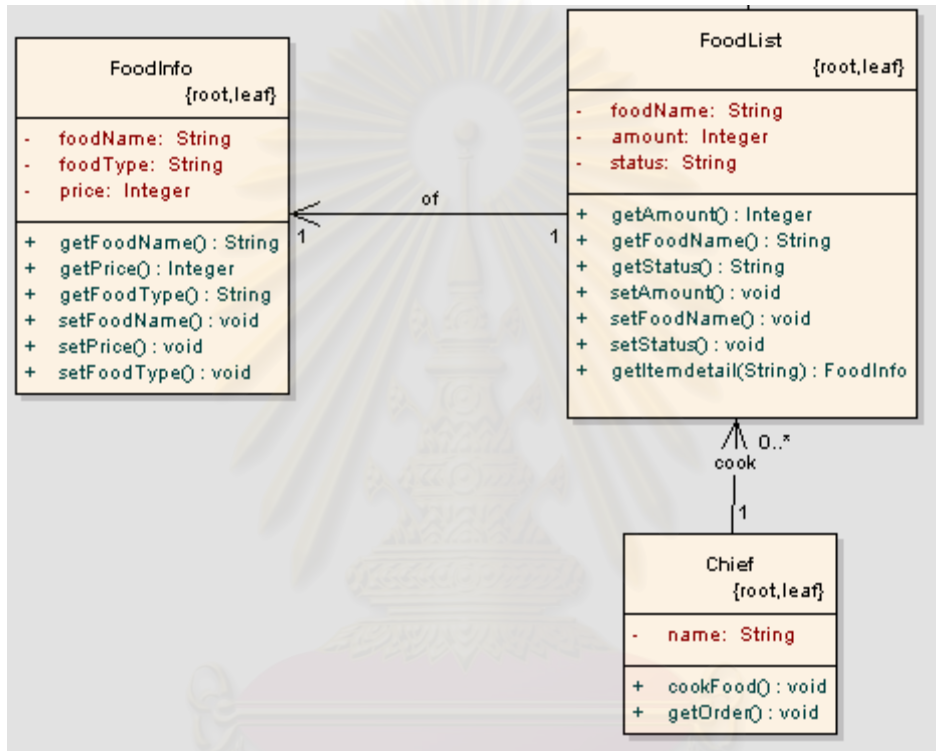 FoodInfo
{root,leaf}
- foodName: String
- foodType: String
- price: Integer
+ getFoodName() : String
+ getPrice() : Integer
+ getFoodType() : String
+ setFoodName() : void
+ setPrice() : void
+ setFoodType() : void
of
1
1
FoodList
{root,leaf}
- foodName: String
- amount: Integer
- status: String
+ getAmount() : Integer
+ getFoodName() : String
+ getStatus() : String
+ setAmount() : void
+ setFoodName() : void
+ setStatus() : void
+ getItemdetail(String) : FoodInfo
0..*
cook
1
Chief
{root,leaf}
- name: String
+ cookFood() : void
+ getOrder() : void